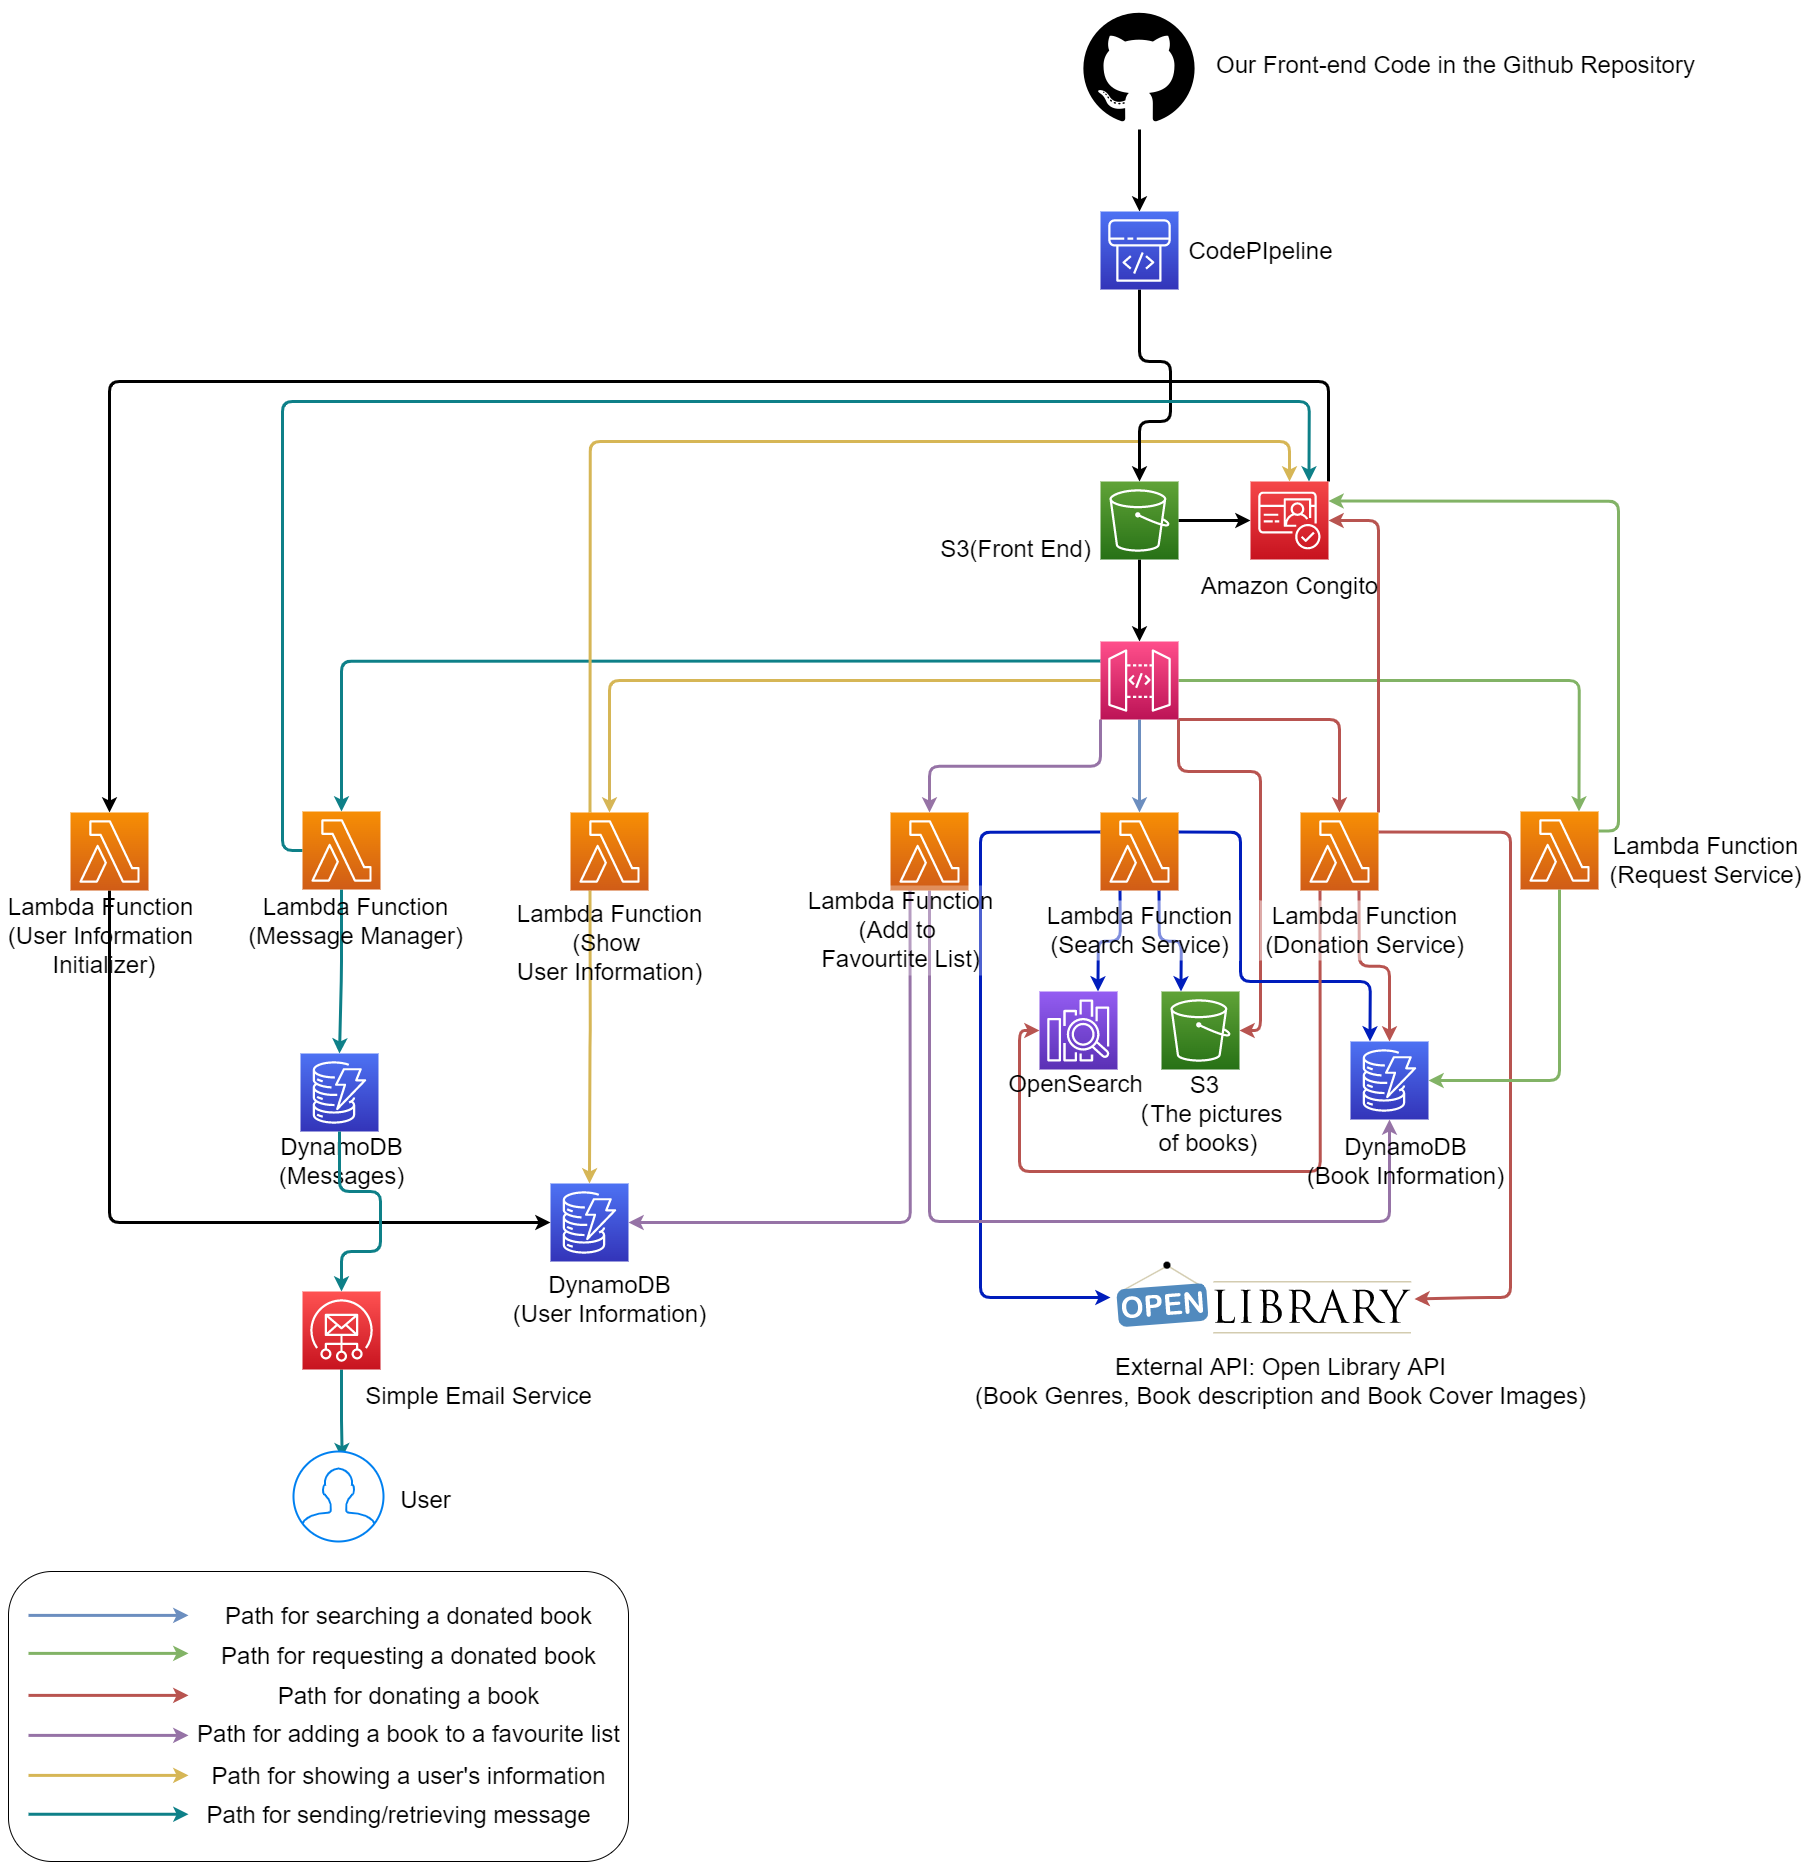 Our Front-end Code in the Github Repository
CodePIpeline
S3(Front End)
Amazon Congito
Lambda Function
(User Information
Initializer)
Lambda Function
(Message Manager)
Lambda Function
(Show
User Information)
Lambda Function
(Add to
Favourtite List)
Lambda Function
(Search Service)
Lambda Function
(Donation Service)
Lambda Function
(Request Service)
OpenSearch
S3
(The pictures
of books)
DynamoDB
(Messages)
DynamoDB
(Book Information)
DynamoDB
(User Information)
OPEN LIBRARY
External API: Open Library API
(Book Genres, Book description and Book Cover Images)
Simple Email Service
User
Path for searching a donated book
Path for requesting a donated book
Path for donating a book
Path for adding a book to a favourite list
Path for showing a user's information
Path for sending/retrieving message